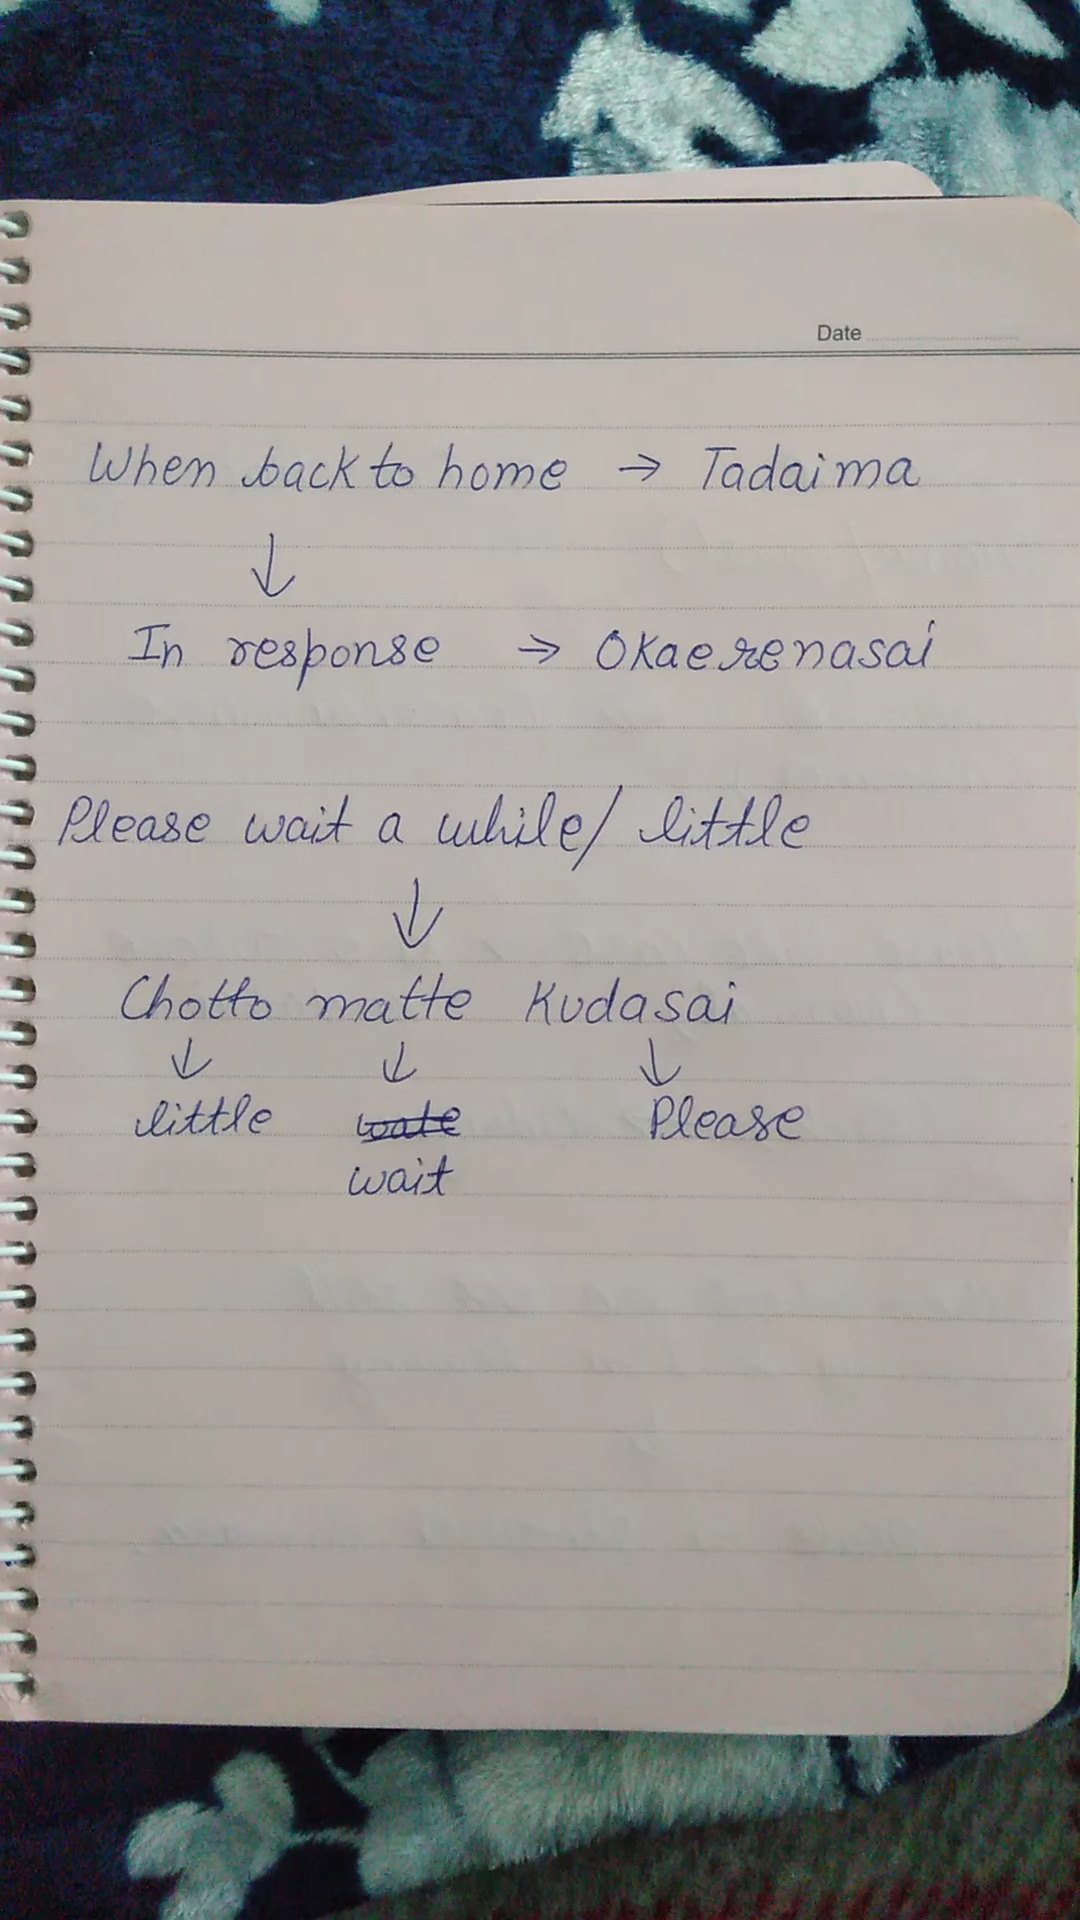 Date
When back to home → Tadaima
↓
In response → Okaerenasai
Please wait a while/ little
↓
Chotto matte Kudasai
↓ ↓ ↓
little wate Please
wait